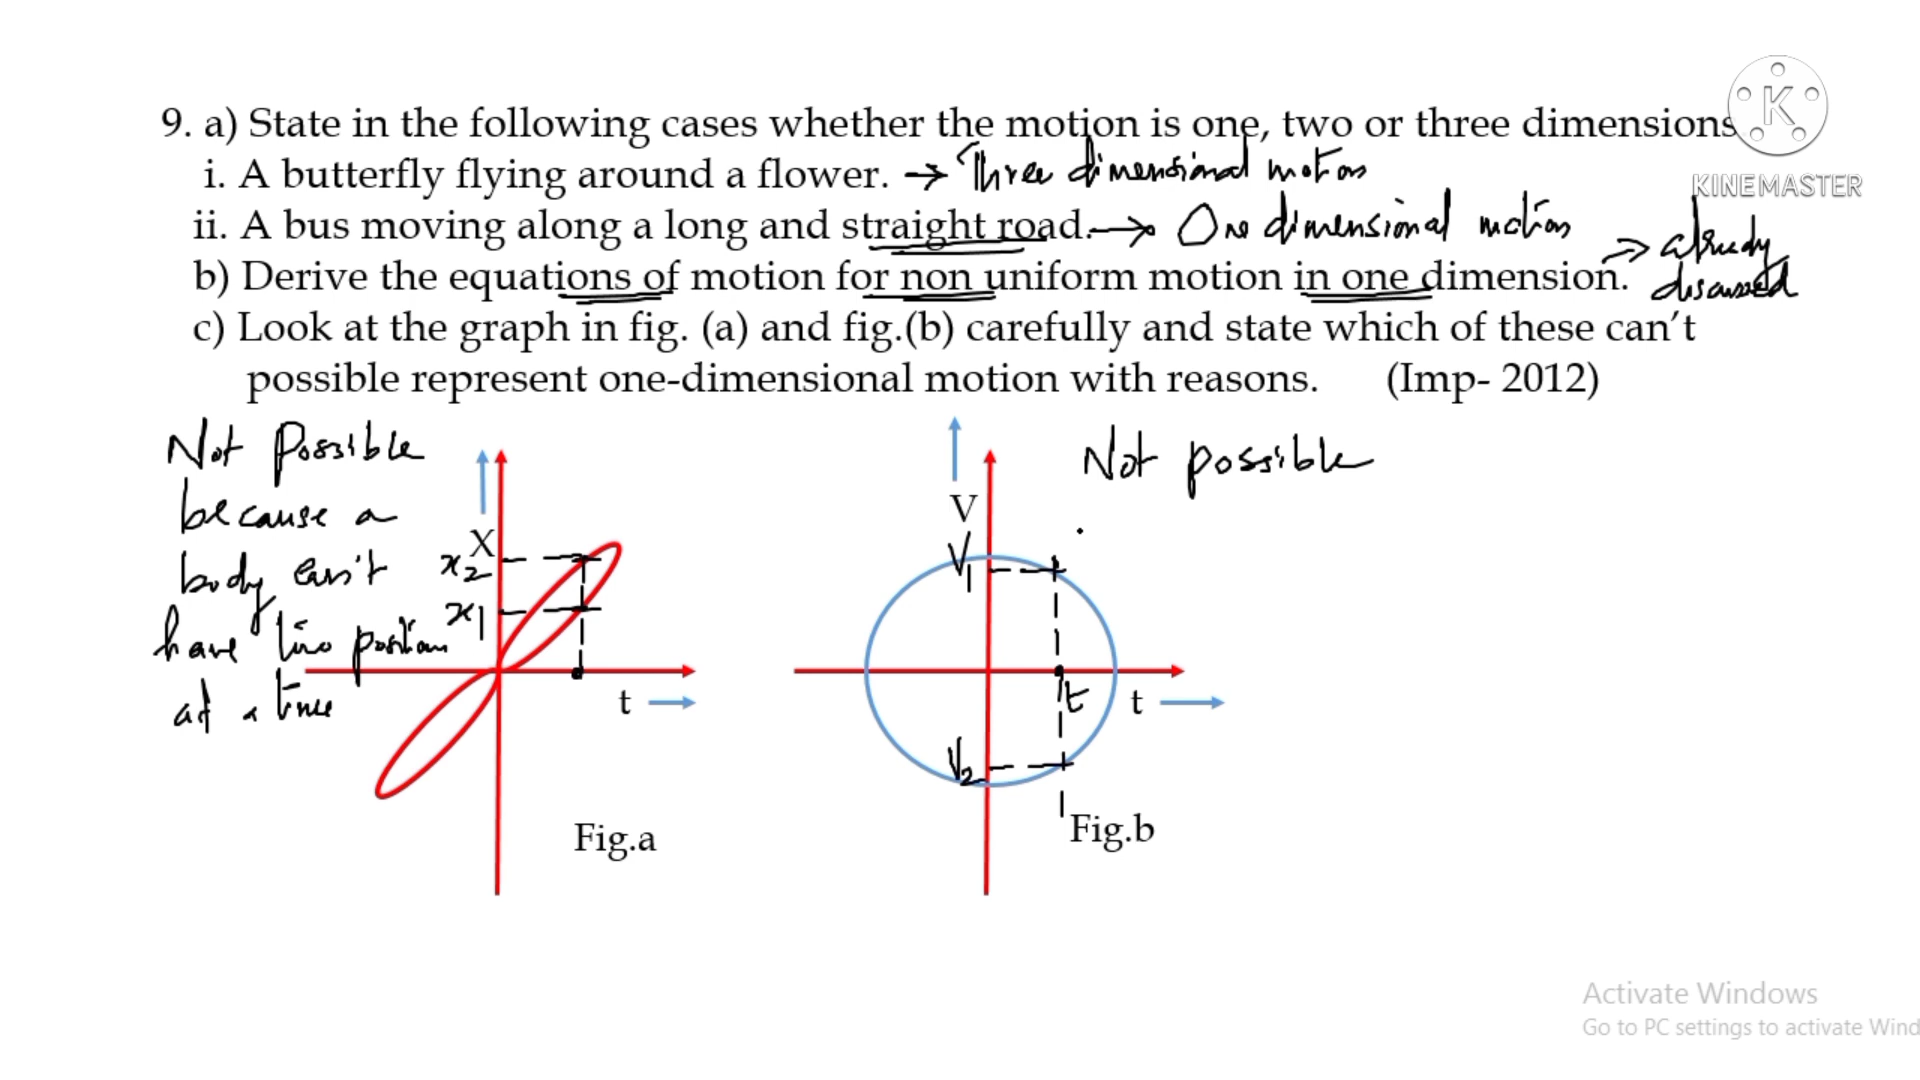 9. a) State in the following cases whether the motion is one, two or three dimensions
i. A butterfly flying around a flower. → Three dimensional motion
ii. A bus moving along a long and straight road. → One dimensional motion
b) Derive the equations of motion for non uniform motion in one dimension. ⇒ already discussed
c) Look at the graph in fig. (a) and fig.(b) carefully and state which of these can't
possible represent one-dimensional motion with reasons. (Imp- 2012)
K
KINEMASTER
Not Possible
because a
body can't
have two position
at a time
X
x2
x1
t
Fig.a
Not possible
V
V1
t
t
V2
Fig.b
Activate Windows
Go to PC settings to activate Wind